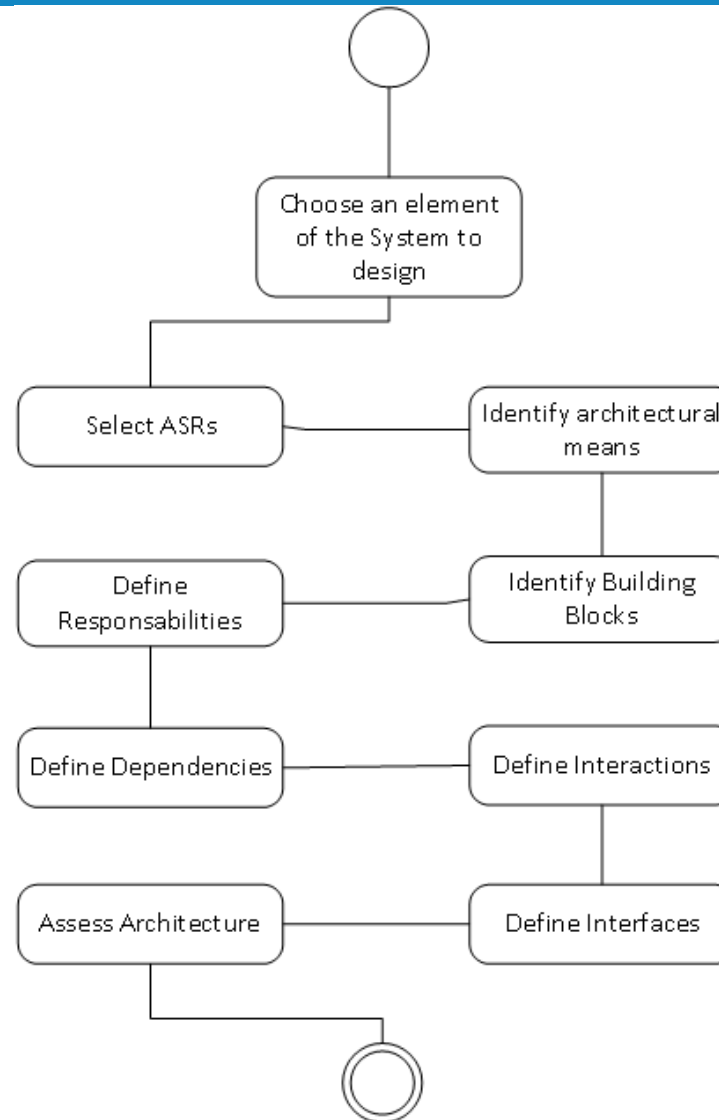 Choose an element
of the System to
design
Select ASRs
Identify architectural
means
Identify Building
Blocks
Define
Responsabilities
Define Dependencies
Define Interactions
Define Interfaces
Assess Architecture